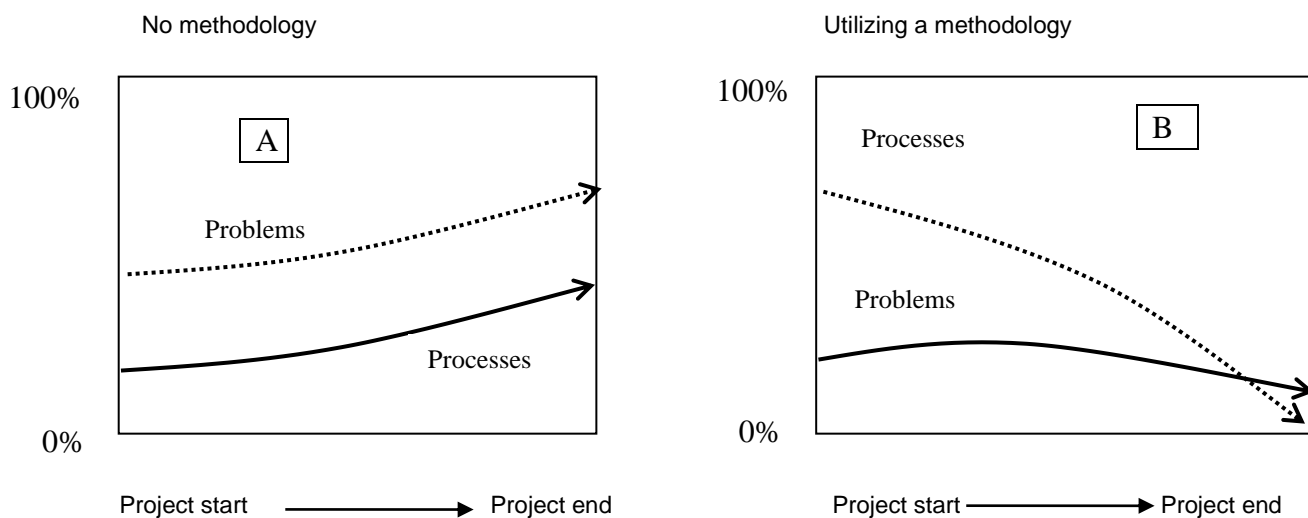 No methodology
100%
A
Problems
Processes
0%
Project start
Project end
Utilizing a methodology
100%
B
Processes
Problems
0%
Project start
Project end